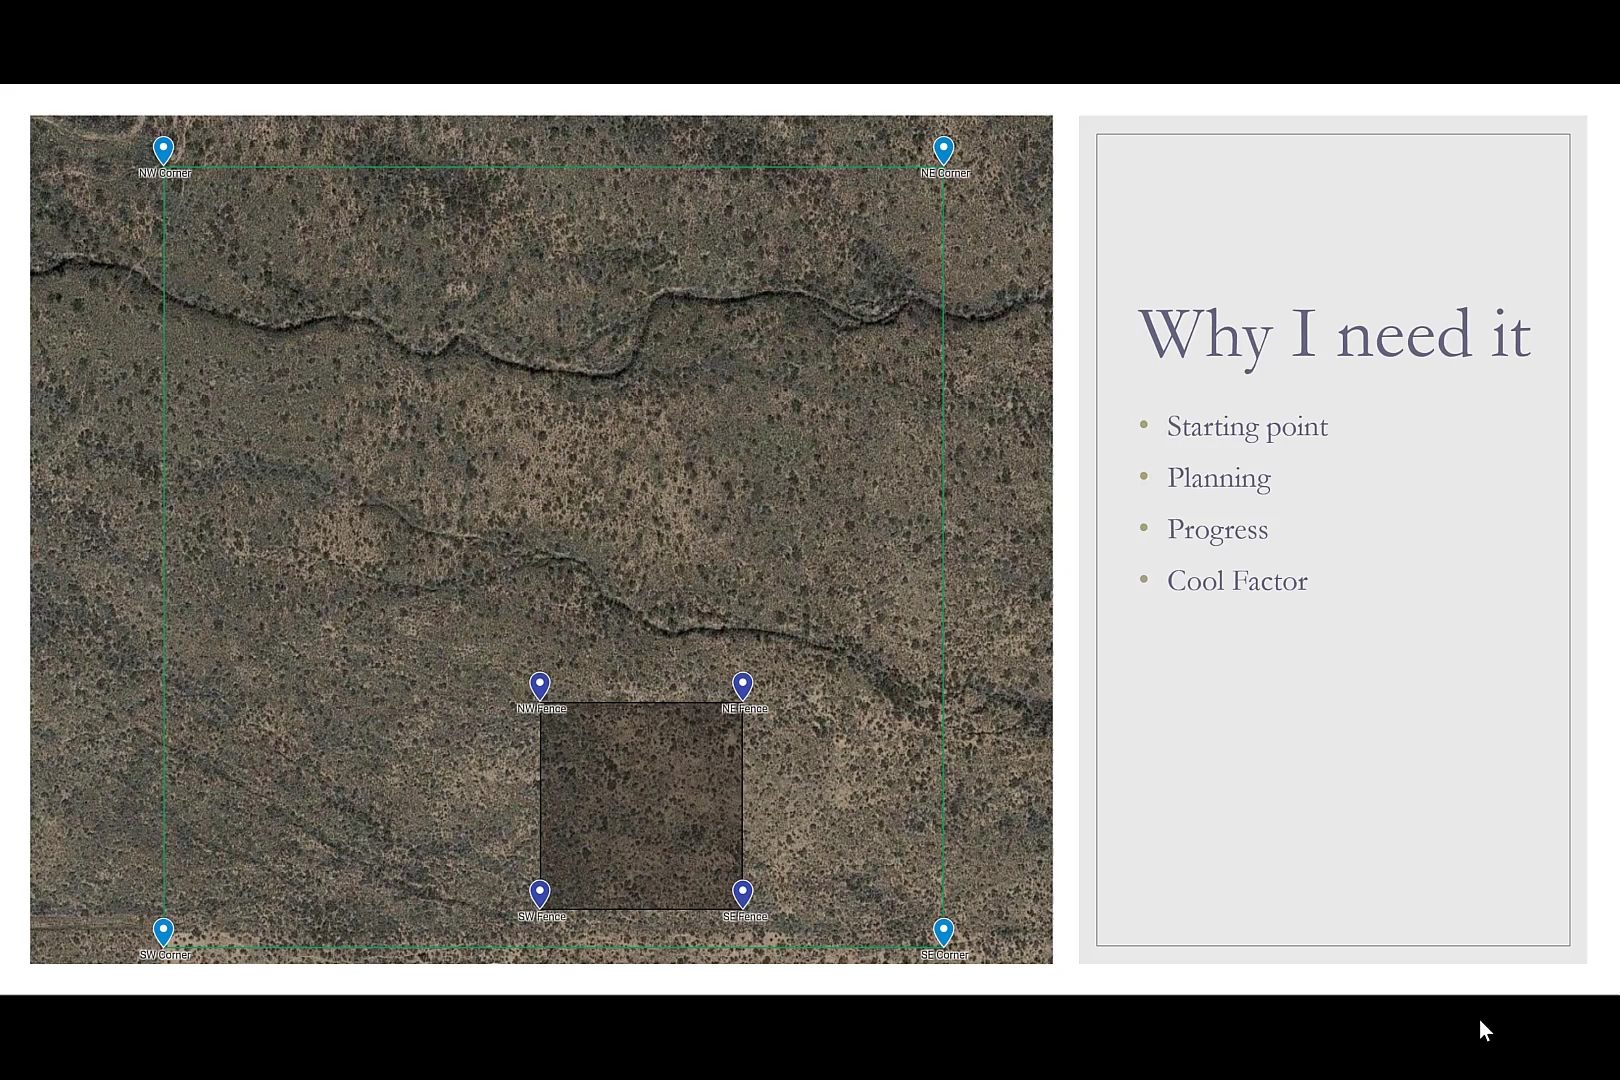 NW Corner
NE Corner
NW Fence
NE Fence
SW Fence
SE Fence
SW Corner
SE Corner
Why I need it
• Starting point
• Planning
• Progress
• Cool Factor